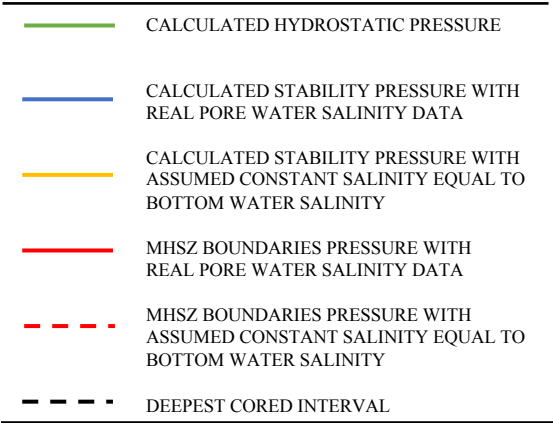 CALCULATED HYDROSTATIC PRESSURE
CALCULATED STABILITY PRESSURE WITH
REAL PORE WATER SALINITY DATA
CALCULATED STABILITY PRESSURE WITH
ASSUMED CONSTANT SALINITY EQUAL TO
BOTTOM WATER SALINITY
MHSZ BOUNDARIES PRESSURE WITH
REAL PORE WATER SALINITY DATA
MHSZ BOUNDARIES PRESSURE WITH
ASSUMED CONSTANT SALINITY EQUAL TO
BOTTOM WATER SALINITY
DEEPEST CORED INTERVAL